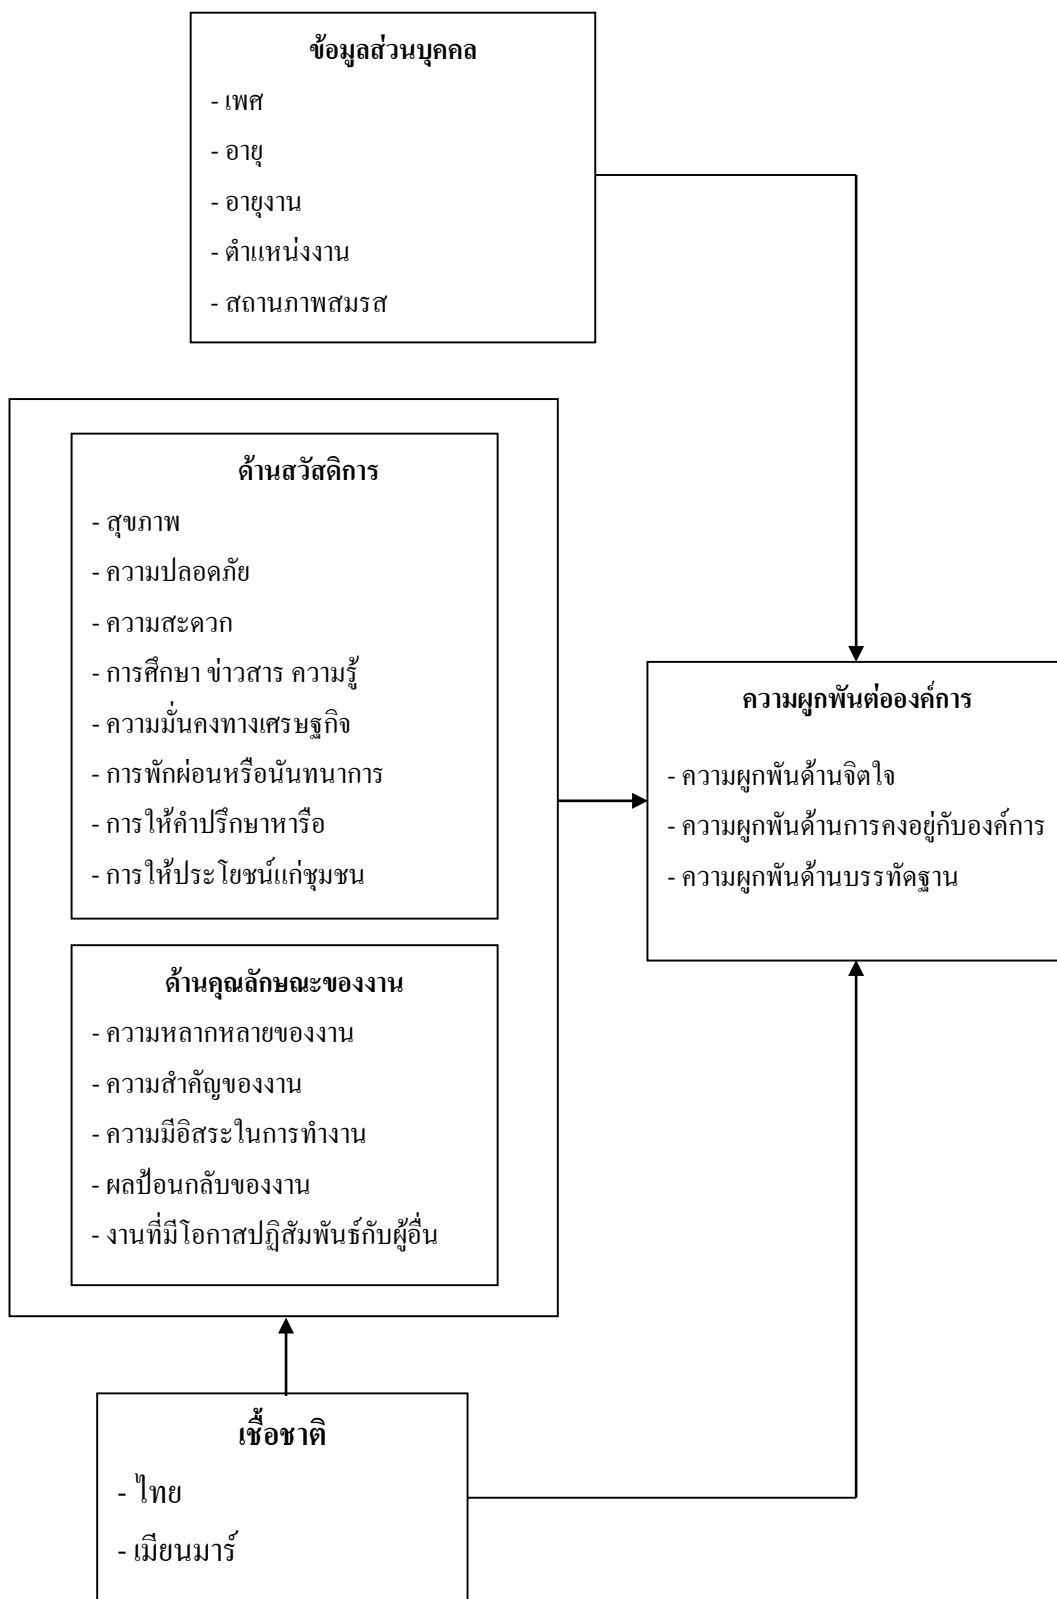 ข้อมูลส่วนบุคคล
- เพศ
- อายุ
- อายุงาน
- ตำแหน่งงาน
- สถานภาพสมรส
ด้านสวัสดิการ
- สุขภาพ
- ความปลอดภัย
- ความสะดวก
- การศึกษา ข่าวสาร ความรู้
- ความมั่นคงทางเศรษฐกิจ
- การพักผ่อนหรือนันทนาการ
- การให้คำปรึกษาหารือ
- การให้ประโยชน์แก่ชุมชน
ด้านคุณลักษณะของงาน
- ความหลากหลายของงาน
- ความสำคัญของงาน
- ความมีอิสระในการทำงาน
- ผลป้อนกลับของงาน
- งานที่มีโอกาสปฏิสัมพันธ์กับผู้อื่น
ความผูกพันต่อองค์การ
- ความผูกพันด้านจิตใจ
- ความผูกพันด้านการคงอยู่กับองค์การ
- ความผูกพันด้านบรรทัดฐาน
เชื้อชาติ
- ไทย
- เมียนมาร์